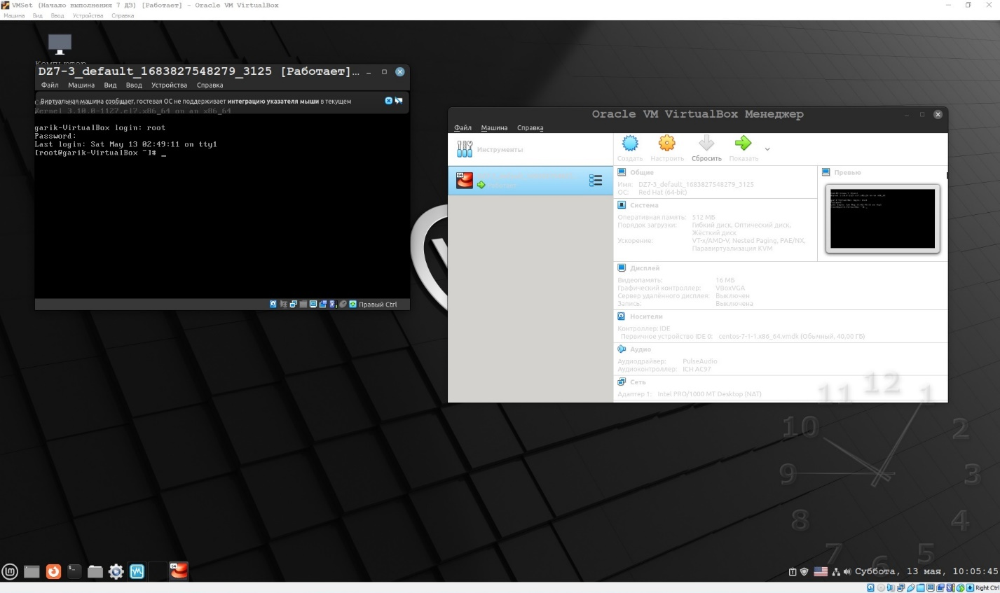 VMSet (Начало выполнения 7 ДЗ) [Работает] - Oracle VM VirtualBox
Машина Вид Ввод Устройства Справка
Компьютер
DZ7-3_default_1683827548279_3125 [Работает]...
Файл Машина Вид Ввод Устройства Справка
Виртуальная машина сообщает, гостевая ОС не поддерживает интеграцию указателя мыши в текущем
Kernel 3.10.0-1127.el7.x86_64 on an x86_64
garik-VirtualBox login: root
Password:
Last login: Sat May 13 02:49:11 on tty1
[root@garik-VirtualBox ~]# _
Правый Ctrl
Oracle VM VirtualBox Менеджер
Файл Машина Справка
Инструменты
Создать Настроить Сбросить Показать
Общие
Имя: DZ7-3_default_1683827548279_3125
ОС: Red Hat (64-bit)
Система
Оперативная память: 512 МБ
Порядок загрузки: Гибкий диск, Оптический диск,
Жёсткий диск
Ускорение: VT-x/AMD-V, Nested Paging, PAE/NX,
Паравиртуализация KVM
Превью
Дисплей
Видеопамять: 16 МБ
Графический контроллер: VBoxVGA
Сервер удалённого дисплея: Выключен
Запись: Выключена
Носители
Контроллер: IDE
Первичное устройство IDE 0: centos-7-1-1.x86_64.vmdk (Обычный, 40,00 ГБ)
Аудио
Аудиодрайвер: PulseAudio
Аудиоконтроллер: ICH AC97
Сеть
Адаптер 1: Intel PRO/1000 MT Desktop (NAT)
11 12 1
10 2
9 3
8 4
7 6 5
Суббота, 13 мая, 10:05:45
Right Ctrl